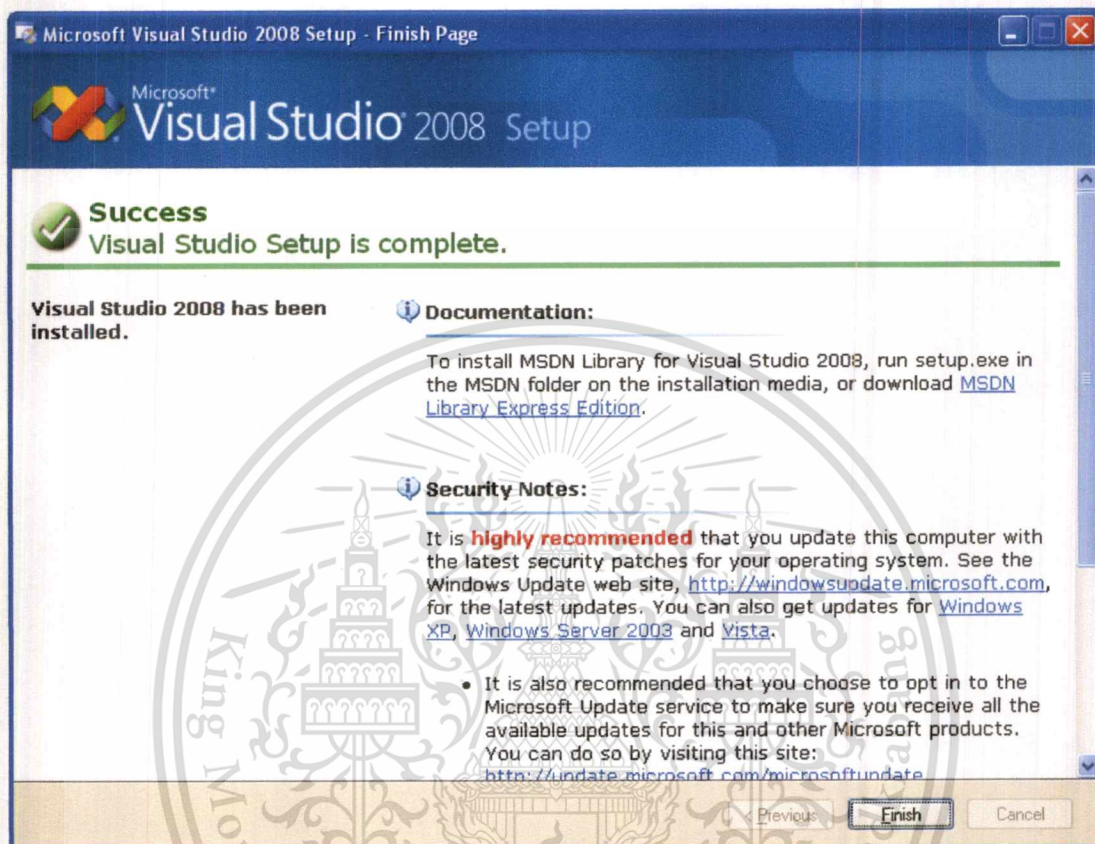 Microsoft Visual Studio 2008 Setup - Finish Page
Microsoft®
Visual Studio® 2008 Setup
Success
Visual Studio Setup is complete.
Visual Studio 2008 has been
installed.
Documentation:
To install MSDN Library for Visual Studio 2008, run setup.exe in
the MSDN folder on the installation media, or download MSDN
Library Express Edition.
Security Notes:
It is highly recommended that you update this computer with
the latest security patches for your operating system. See the
Windows Update web site, http://windowsupdate.microsoft.com,
for the latest updates. You can also get updates for Windows
XP, Windows Server 2003 and Vista.
• It is also recommended that you choose to opt in to the
Microsoft Update service to make sure you receive all the
available updates for this and other Microsoft products.
You can do so by visiting this site:
http://update.microsoft.com/microsoftupdate
< Previous
Finish
Cancel
King